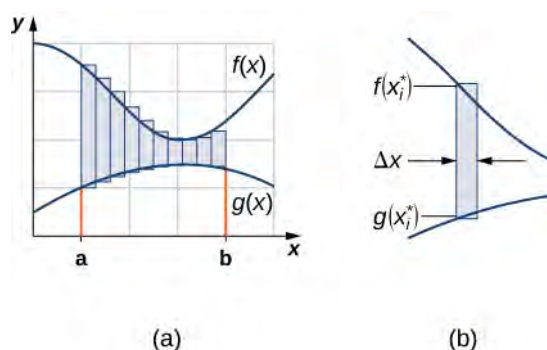 y
f(x)
g(x)
x
a
b
(a)
f(x_i^*)
Δx
g(x_i^*)
(b)